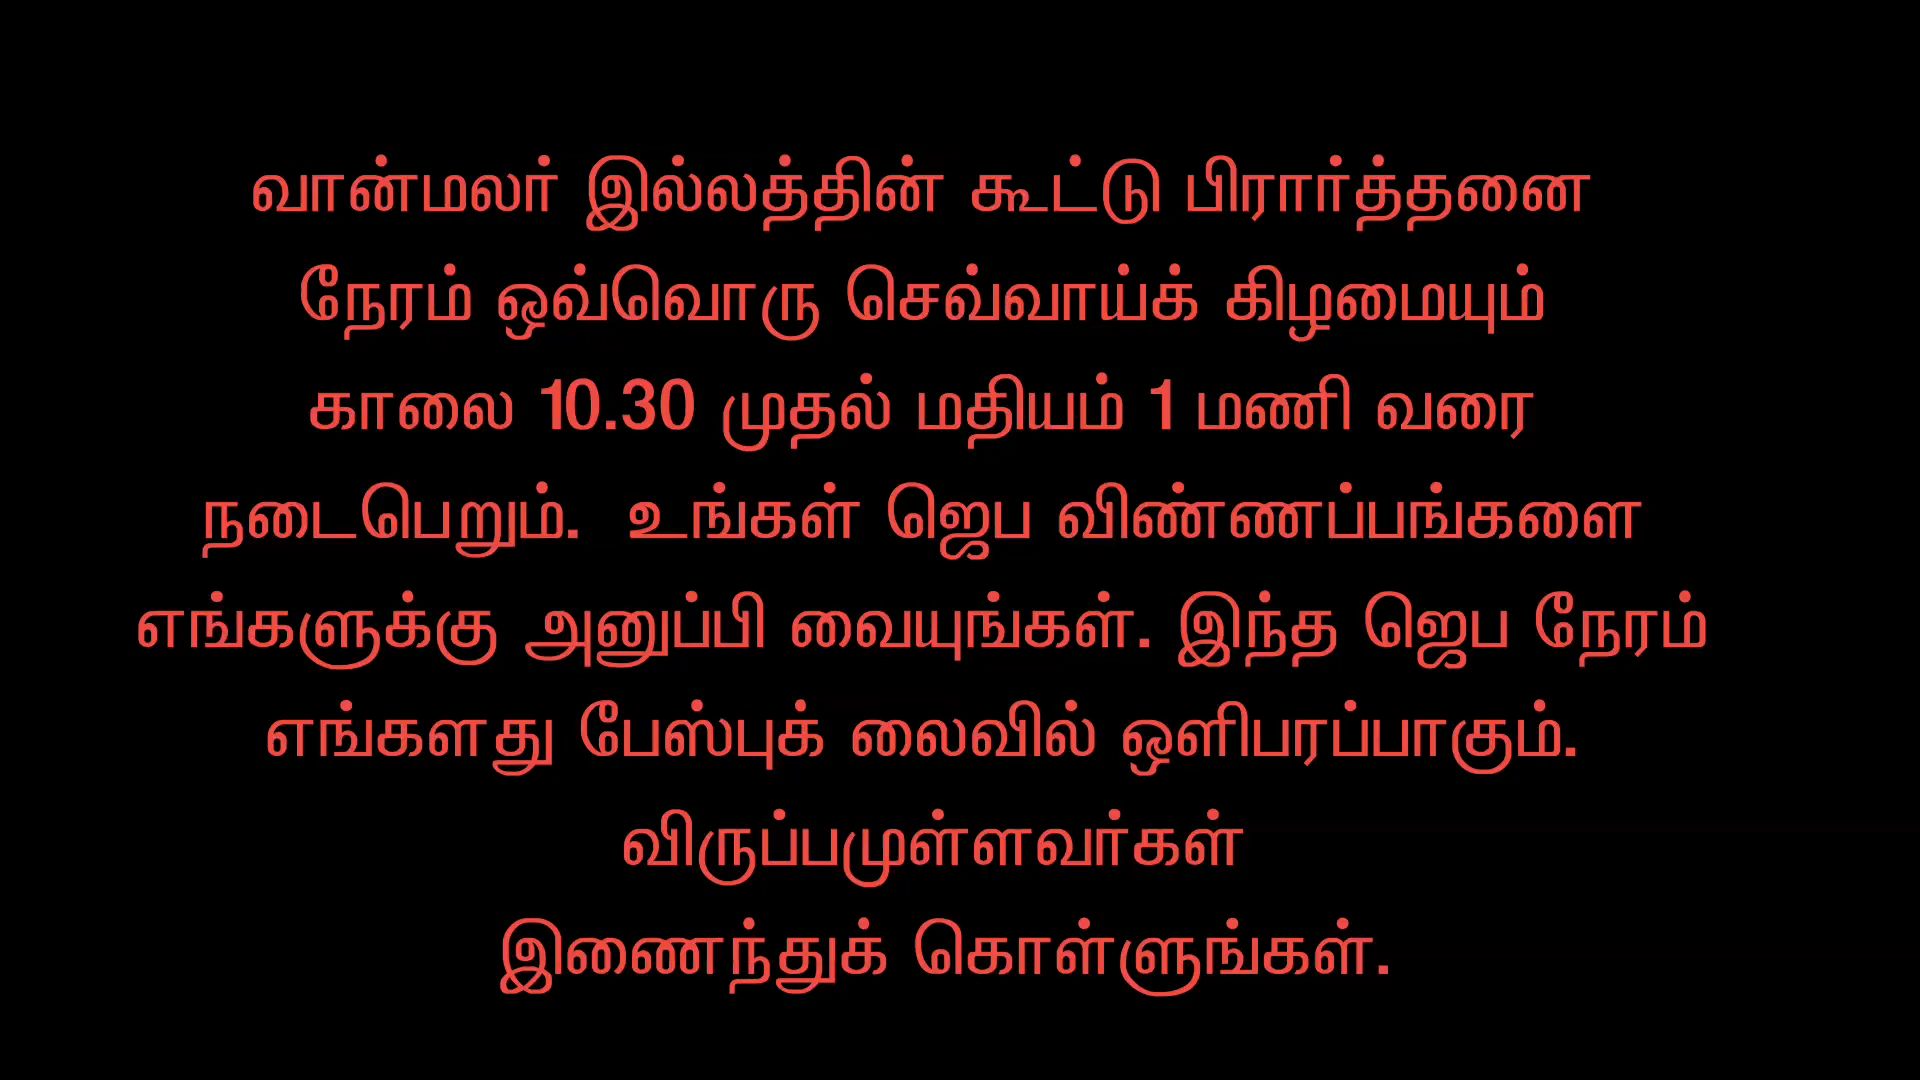 வான்மலர் இல்லத்தின் கூட்டு பிரார்த்தனை
நேரம் ஒவ்வொரு செவ்வாய்க் கிழமையும்
காலை 10.30 முதல் மதியம் 1 மணி வரை
நடைபெறும். உங்கள் ஜெப விண்ணப்பங்களை
எங்களுக்கு அனுப்பி வையுங்கள். இந்த ஜெப நேரம்
எங்களது பேஸ்புக் லைவில் ஒளிபரப்பாகும்.
விருப்பமுள்ளவர்கள்
இணைந்துக் கொள்ளுங்கள்.